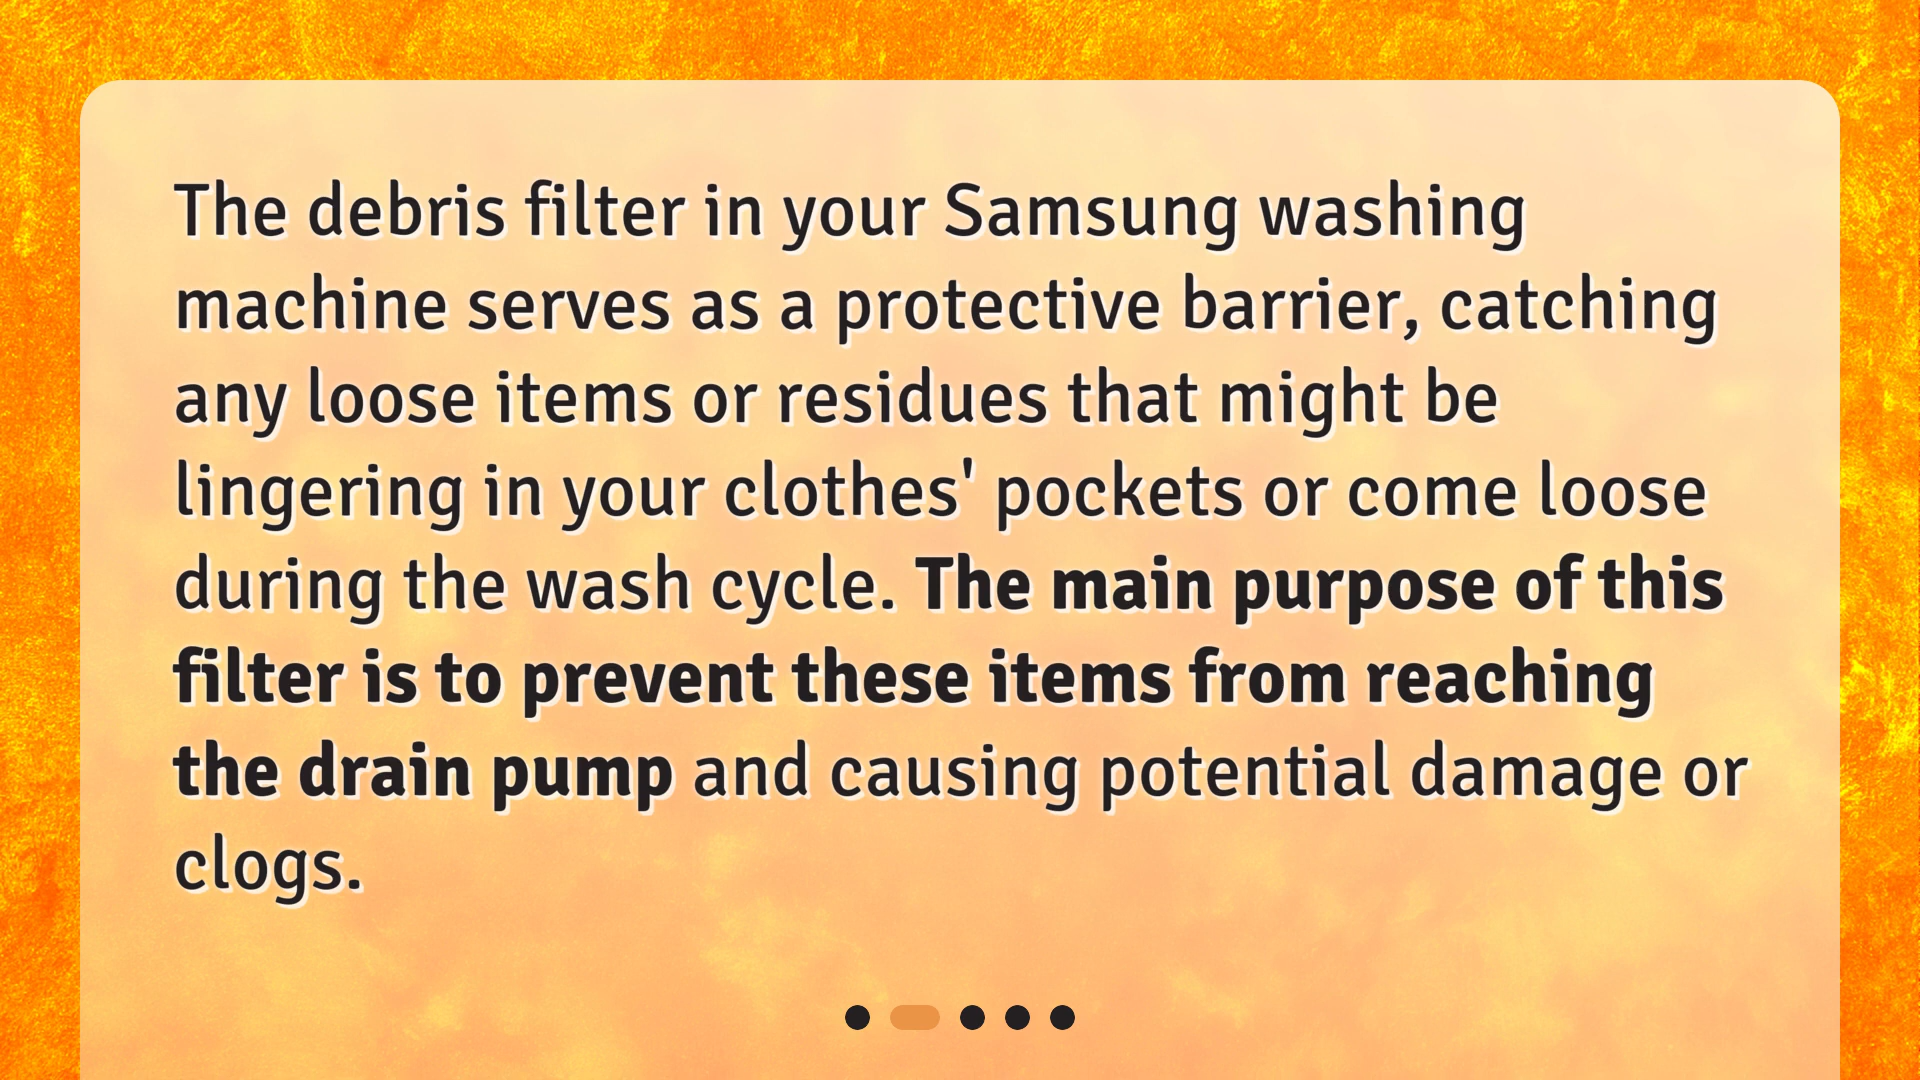 The debris filter in your Samsung washing
machine serves as a protective barrier, catching
any loose items or residues that might be
lingering in your clothes' pockets or come loose
during the wash cycle. The main purpose of this
filter is to prevent these items from reaching
the drain pump and causing potential damage or
clogs.